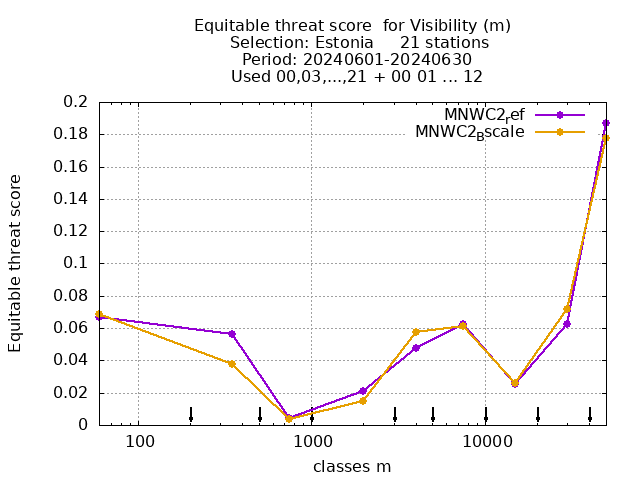 Equitable threat score  for Visibility (m)
Selection: Estonia     21 stations
Period: 20240601-20240630
Used 00,03,...,21 + 00 01 ... 12
MNWC2ref
MNWC2Bscale
0.2
0.18
0.16
0.14
0.12
0.1
0.08
0.06
0.04
0.02
0
Equitable threat score
100 1000 10000
classes m